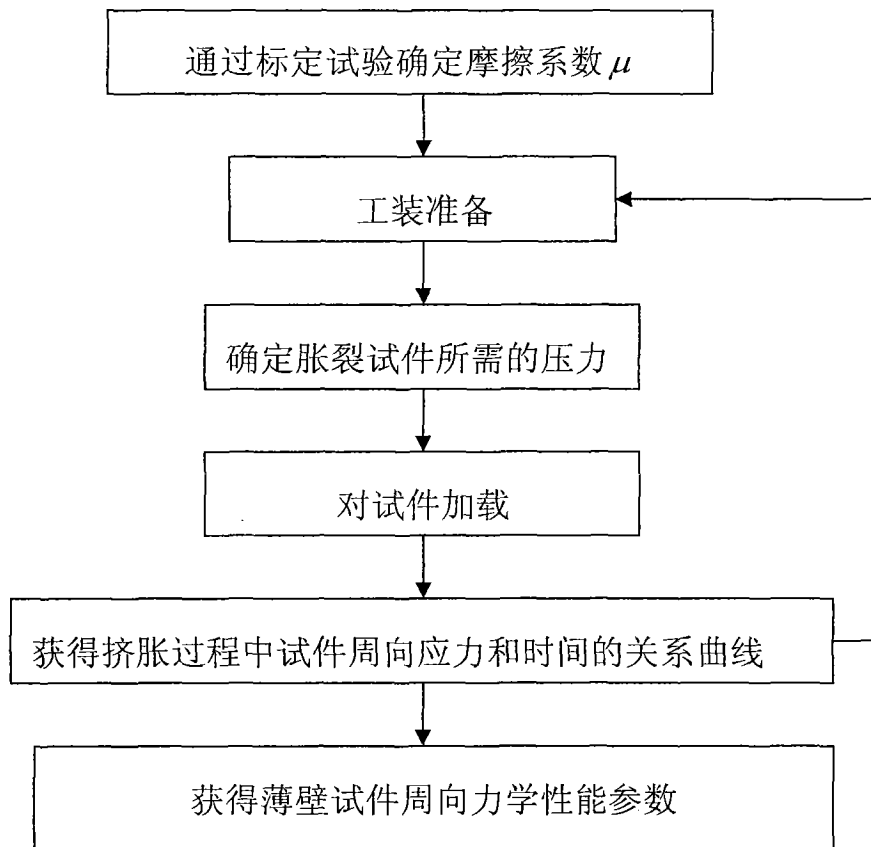 通过标定试验确定摩擦系数μ
工装准备
确定胀裂试件所需的压力
对试件加载
获得挤胀过程中试件周向应力和时间的关系曲线
获得薄壁试件周向力学性能参数